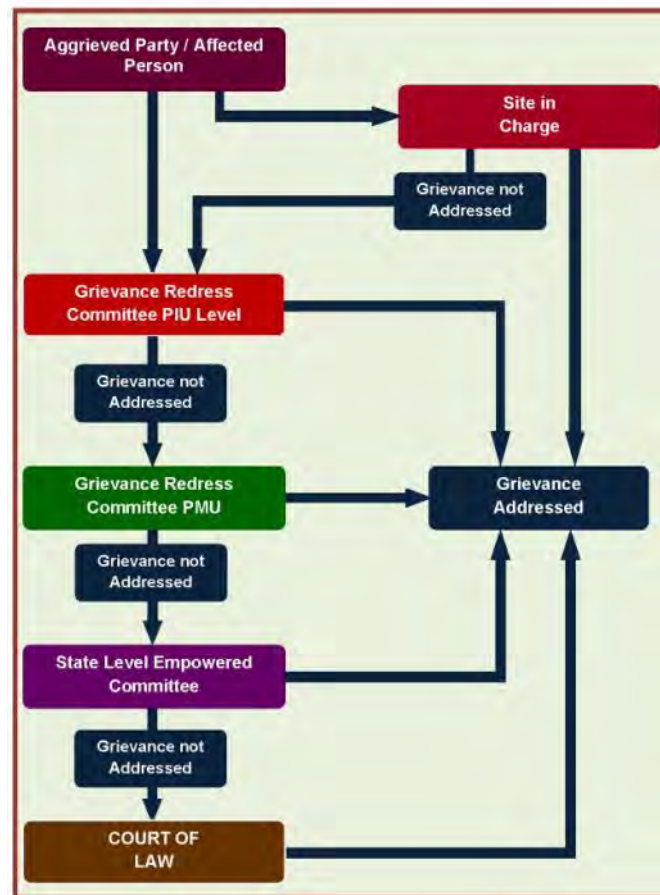 Aggrieved Party / Affected
Person
Site in
Charge
Grievance not
Addressed
Grievance Redress
Committee PIU Level
Grievance not
Addressed
Grievance Redress
Committee PMU
Grievance
Addressed
Grievance not
Addressed
State Level Empowered
Committee
Grievance not
Addressed
COURT OF
LAW